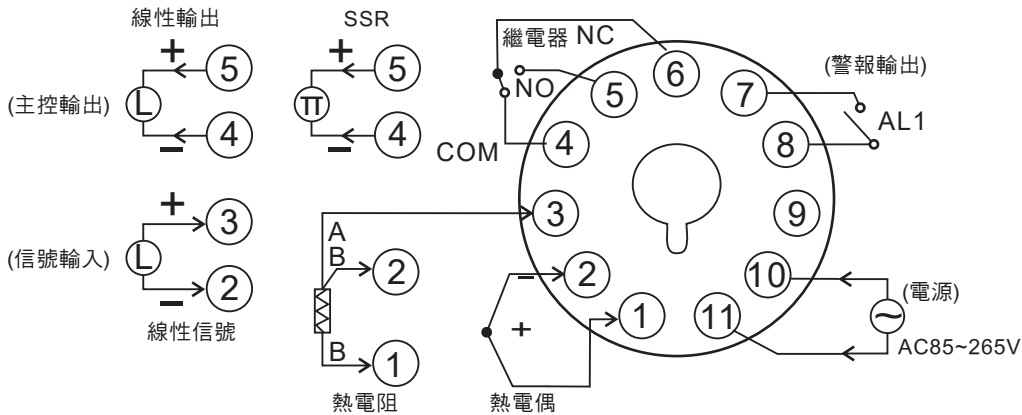 線性輸出
SSR
繼電器 NC
(警報輸出)
+
5
+
5
NO
5
6
7
(主控輸出)
L
π
AL1
4
4
COM
4
8
−
−
+
3
A
3
9
(信號輸入)
L
B
2
−
2
−
2
10
(電源)
線性信號
+
1
11
~
B
1
AC85~265V
熱電阻
熱電偶